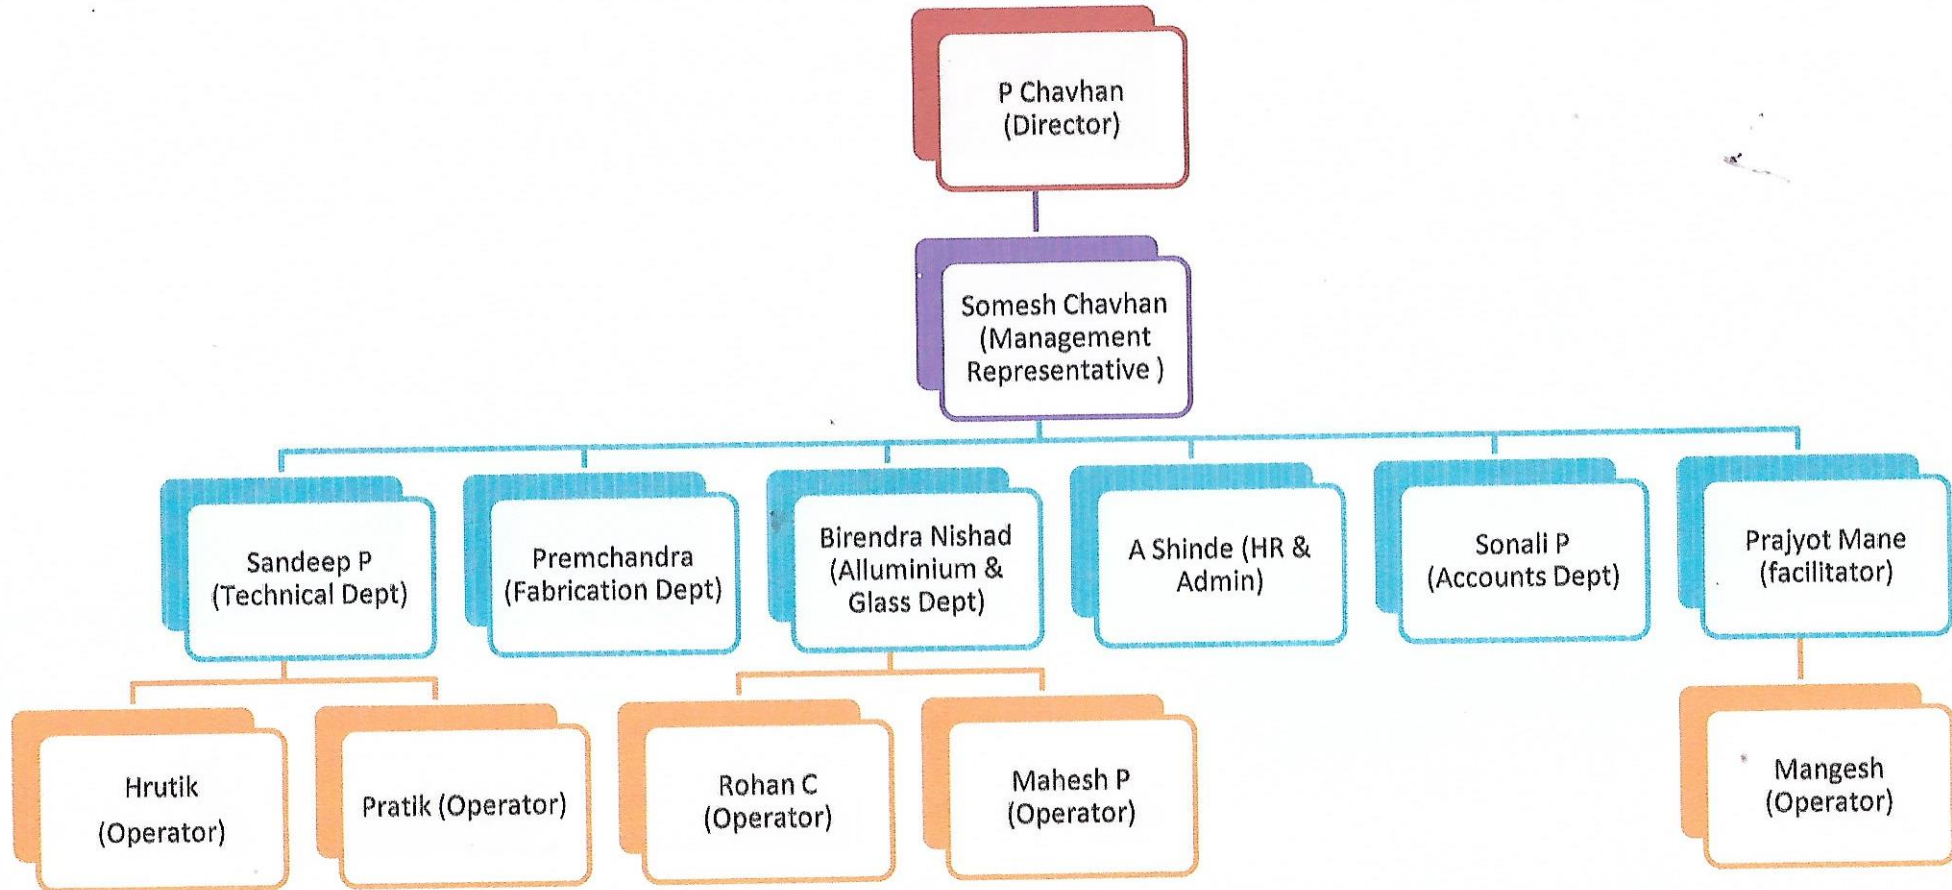 P Chavhan
(Director)
Somesh Chavhan
(Management
Representative )
Sandeep P
(Technical Dept)
Premchandra
(Fabrication Dept)
Birendra Nishad
(Alluminium &
Glass Dept)
A Shinde (HR &
Admin)
Sonali P
(Accounts Dept)
Prajyot Mane
(facilitator)
Hrutik
(Operator)
Pratik (Operator)
Rohan C
(Operator)
Mahesh P
(Operator)
Mangesh
(Operator)